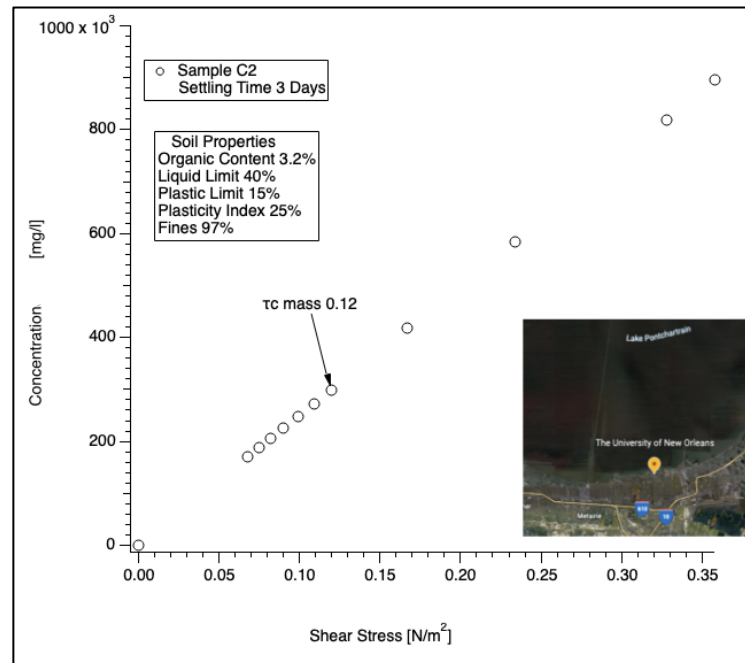 1000 x 10³
800
600
400
200
0
Concentration [mg/l]
Sample C2
Settling Time 3 Days
Soil Properties
Organic Content 3.2%
Liquid Limit 40%
Plastic Limit 15%
Plasticity Index 25%
Fines 97%
τc mass 0.12
Lake Pontchartrain
The University of New Orleans
Metairie
610
10
0.00 0.05 0.10 0.15 0.20 0.25 0.30 0.35
Shear Stress [N/m²]